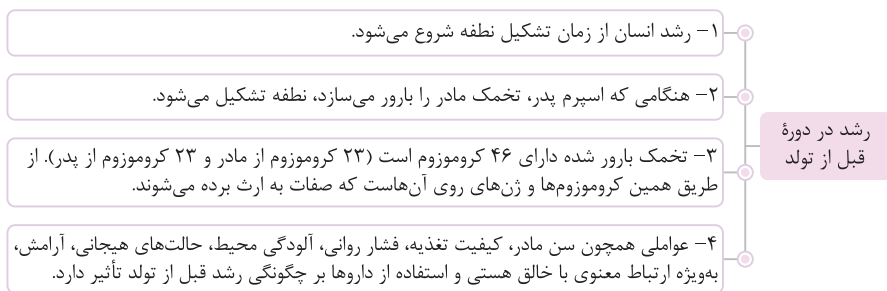 رشد در دورهٔ
قبل از تولد
۱– رشد انسان از زمان تشکیل نطفه شروع می‌شود.
۲– هنگامی که اسپرم پدر، تخمک مادر را بارور می‌سازد، نطفه تشکیل می‌شود.
۳– تخمک بارور شده دارای ۴۶ کروموزوم است (۲۳ کروموزوم از مادر و ۲۳ کروموزوم از پدر). از
طریق همین کروموزوم‌ها و ژن‌های روی آن‌هاست که صفات به ارث برده می‌شوند.
۴– عواملی همچون سن مادر، کیفیت تغذیه، فشار روانی، آلودگی محیط، حالت‌های هیجانی، آرامش،
به‌ویژه ارتباط معنوی با خالق هستی و استفاده از داروها بر چگونگی رشد قبل از تولد تأثیر دارد.